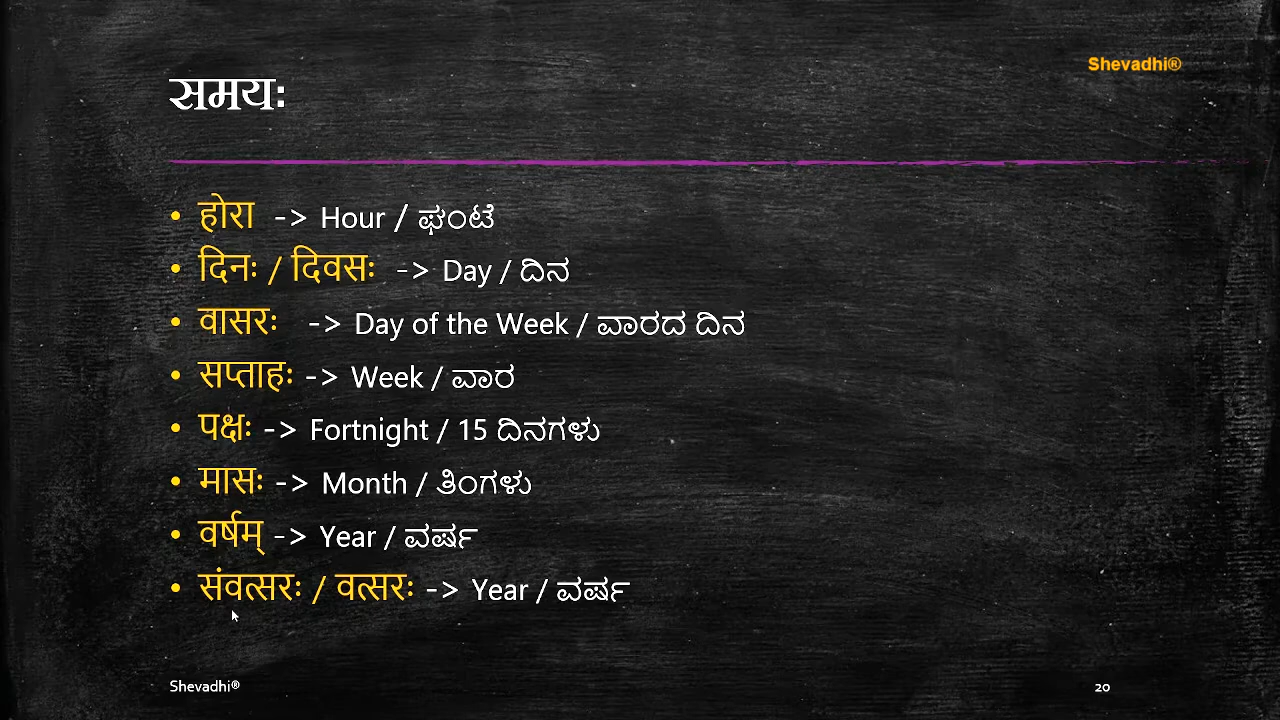 Shevadhi®
समयः
• होरा -> Hour / ಘಂಟೆ
• दिनः / दिवसः -> Day / ದಿನ
• वासरः -> Day of the Week / ವಾರದ ದಿನ
• सप्ताहः -> Week / ವಾರ
• पक्षः -> Fortnight / 15 ದಿನಗಳು
• मासः -> Month / ತಿಂಗಳು
• वर्षम् -> Year / ವರ್ಷ
• संवत्सरः / वत्सरः -> Year / ವರ್ಷ
Shevadhi® 20